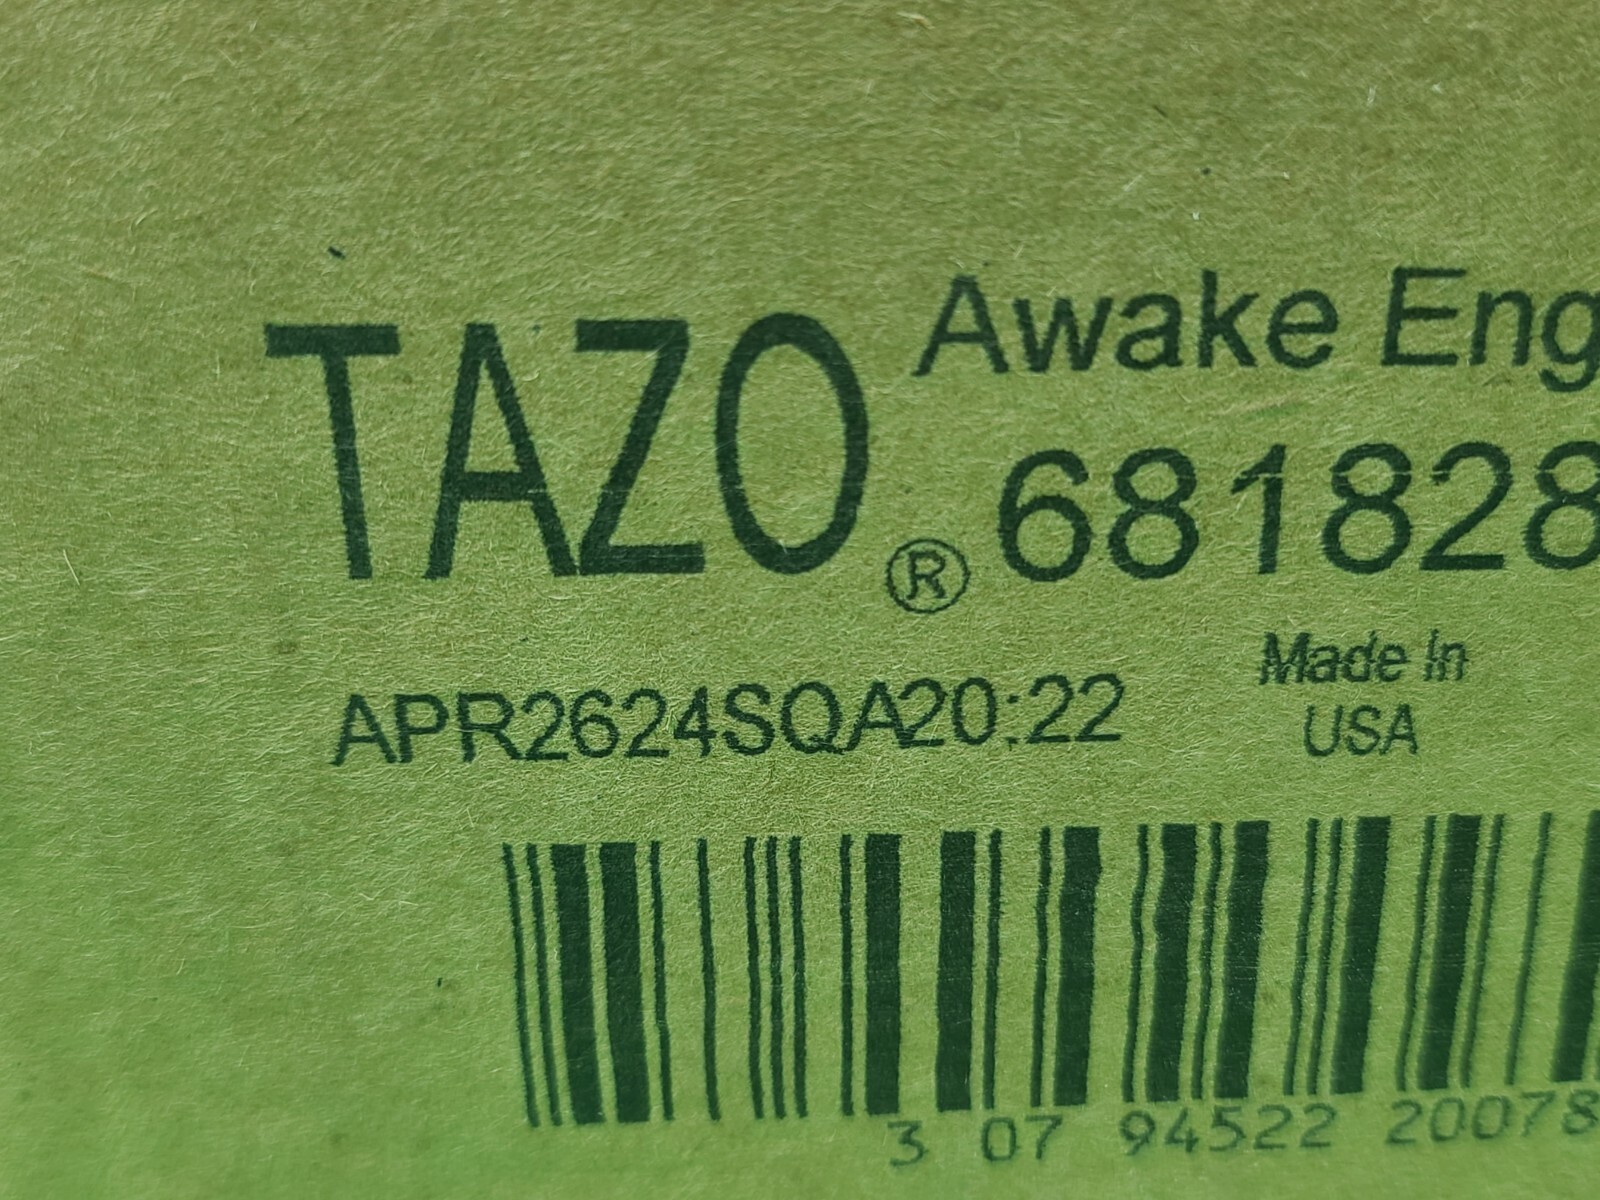 TAZO® Awake Eng
681828
APR2624SQA20:22
Made In
USA
3 07 94522 20078